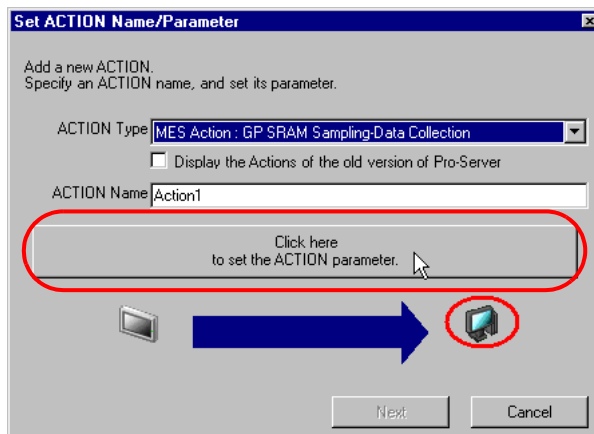 Set ACTION Name/Parameter
Add a new ACTION.
Specify an ACTION name, and set its parameter.
ACTION Type MES Action : GP SRAM Sampling-Data Collection
Display the Actions of the old version of Pro-Server
ACTION Name Action1
Click here
to set the ACTION parameter.
Next Cancel